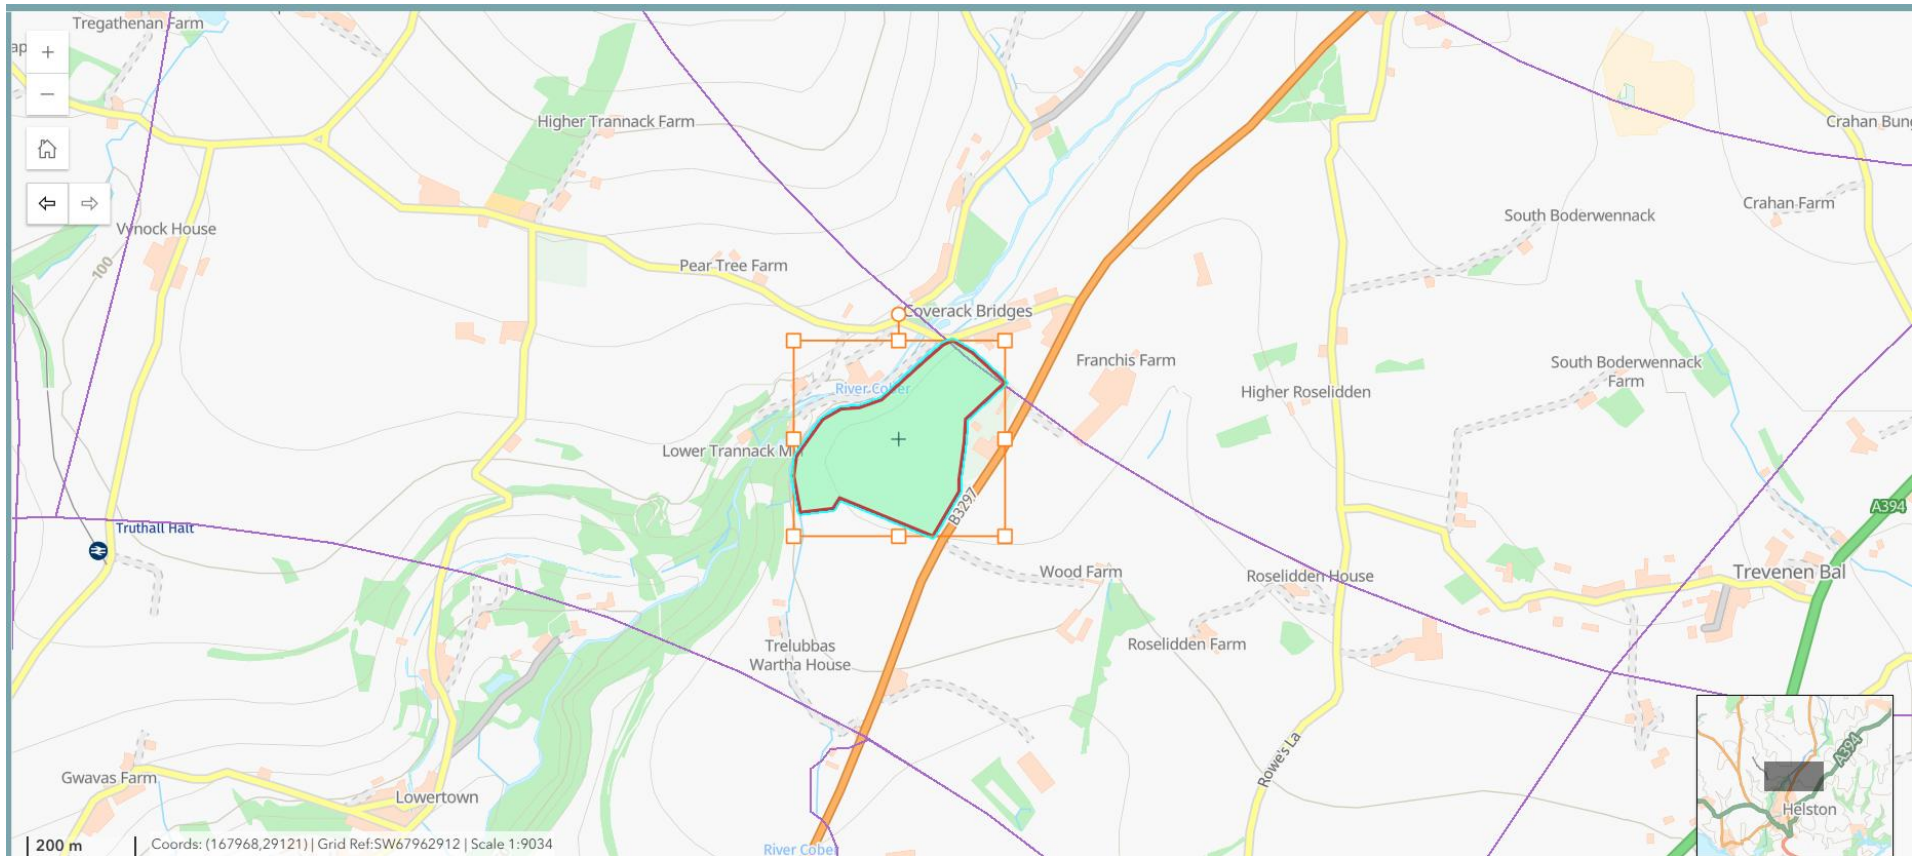 Tregathenan Farm
+
−
Higher Trannack Farm
Crahan Bung
Vynock House
100
South Boderwennack
Crahan Farm
Pear Tree Farm
Coverack Bridges
Franchis Farm
South Boderwennack
Farm
River Cober
Higher Roselidden
Lower Trannack Mill
B3297
A394
Truthall Halt
Wood Farm
Roselidden House
Trevenen Bal
Trelubbas
Wartha House
Roselidden Farm
Rowe's La
Gwavas Farm
Lowertown
A394
Helston
200 m
Coords: (167968,29121) | Grid Ref:SW67962912 | Scale 1:9034
River Cober